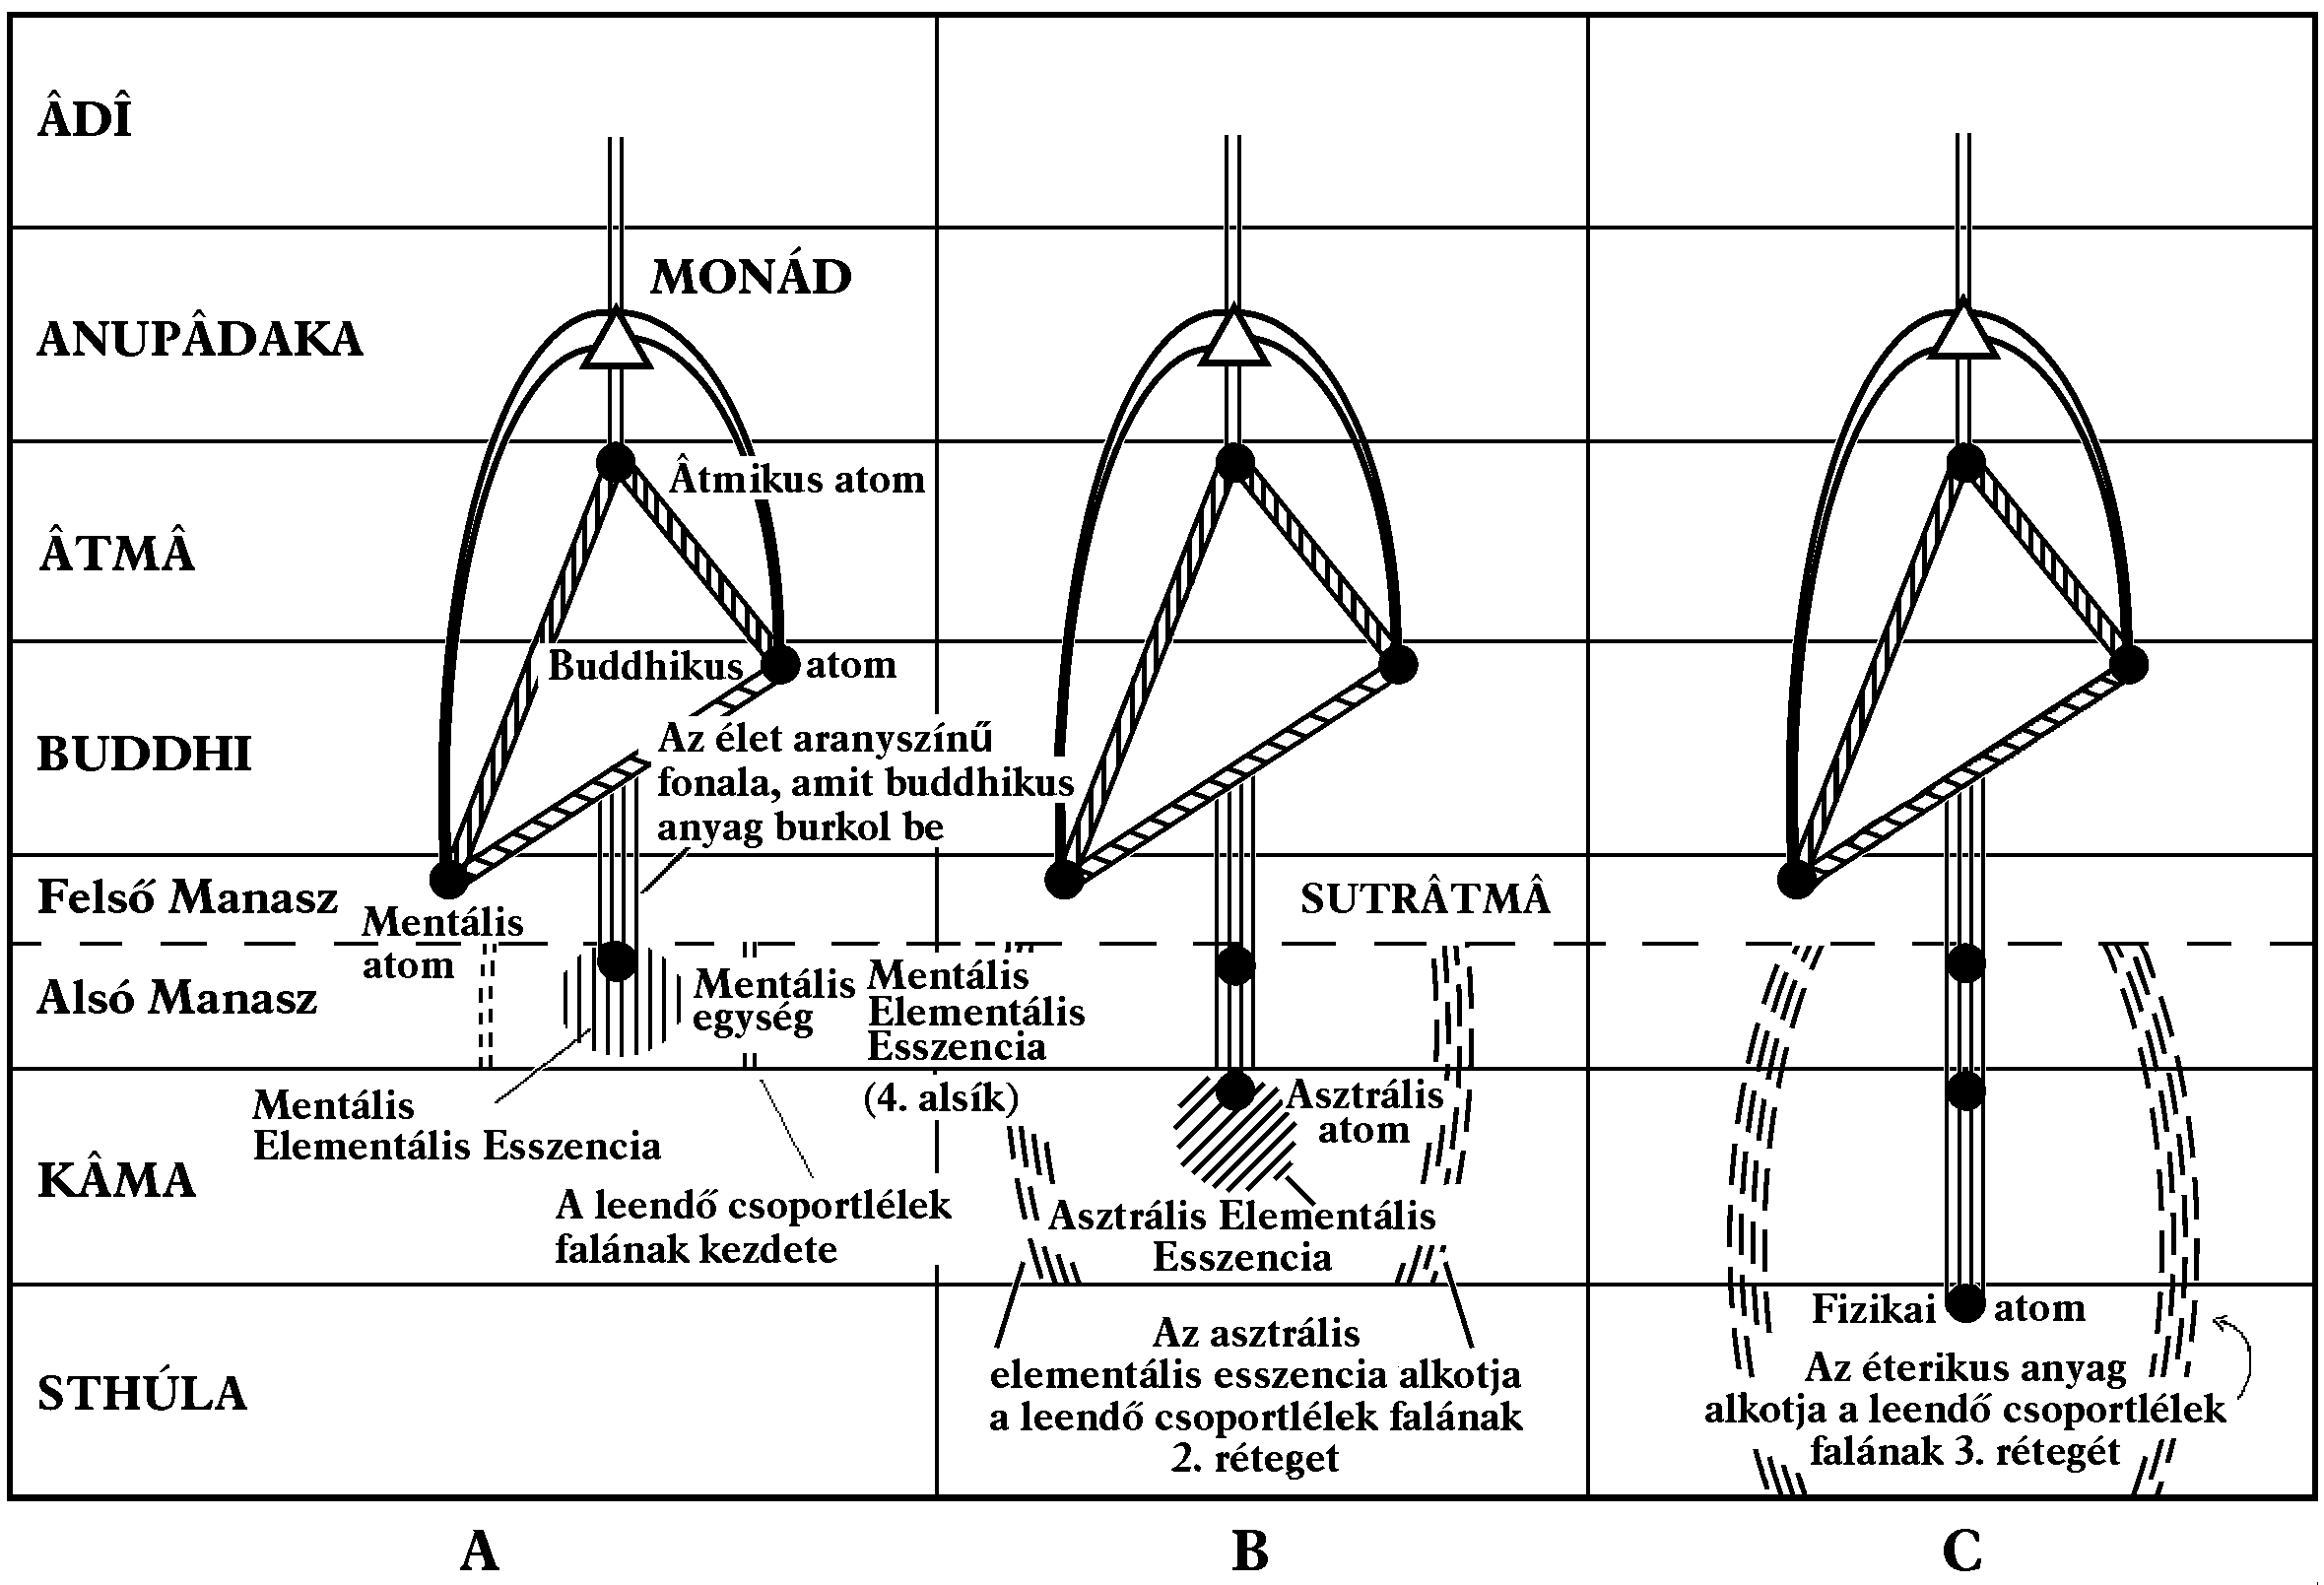 ÂDÎ
MONÁD
ANUPÂDAKA
Âtmikus atom
ÂTMÂ
Buddhikus atom
BUDDHI
Az élet aranyszínű
fonala, amit buddhikus
anyag burkol be
Felső Manasz
Mentális
atom
SUTRÂTMÂ
Alsó Manasz
Mentális
egység
Mentális
Elementális
Esszencia
(4. alsík)
Mentális
Elementális Esszencia
Asztrális
atom
KÂMA
A leendő csoportlélek
falának kezdete
Asztrális Elementális
Esszencia
STHÚLA
Az asztrális
elementális esszencia alkotja
a leendő csoportlélek falának
2. réteget
Fizikai atom
Az éterikus anyag
alkotja a leendő csoportlélek
falának 3. rétegét
A
B
C